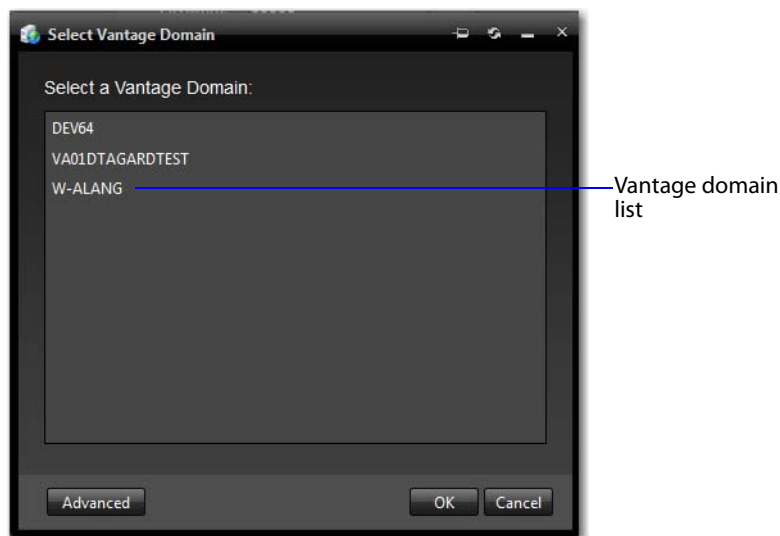 Select Vantage Domain
Select a Vantage Domain:
DEV64
VA01DTAGARDTEST
W-ALANG
Vantage domain
list
Advanced
OK
Cancel